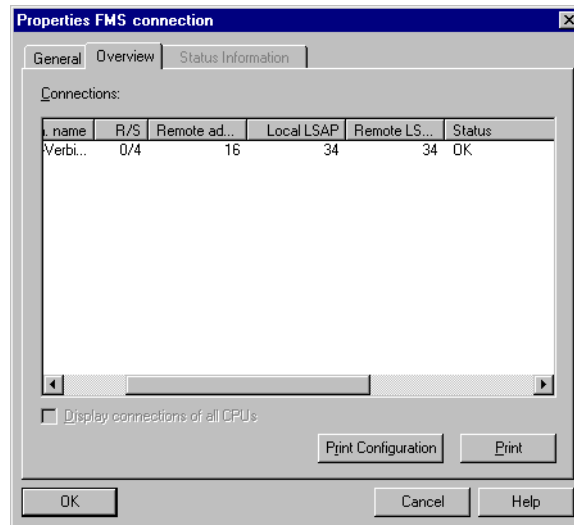 Properties FMS connection
General Overview Status Information
Connections:
. name R/S Remote ad... Local LSAP Remote LS... Status
Verbi... 0/4 16 34 34 OK
Display connections of all CPUs
Print Configuration Print
OK Cancel Help